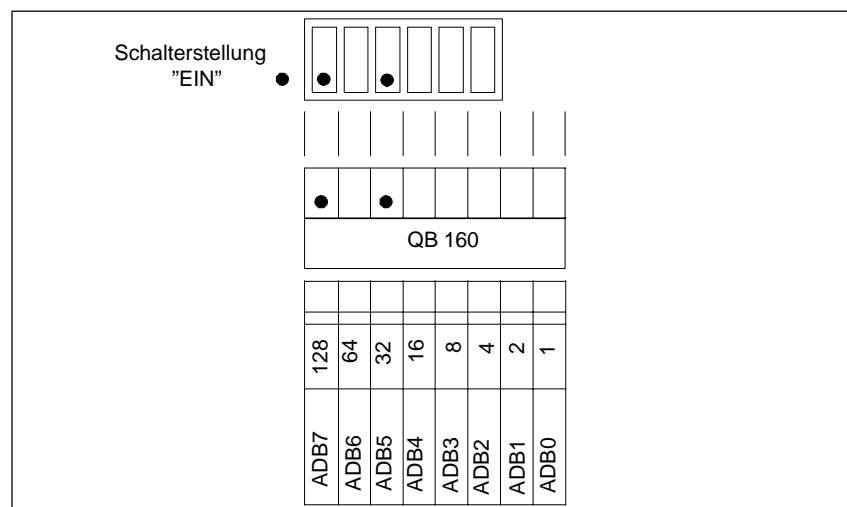 Schalterstellung
”EIN”
QB 160
128 64 32 16 8 4 2 1
ADB7 ADB6 ADB5 ADB4 ADB3 ADB2 ADB1 ADB0